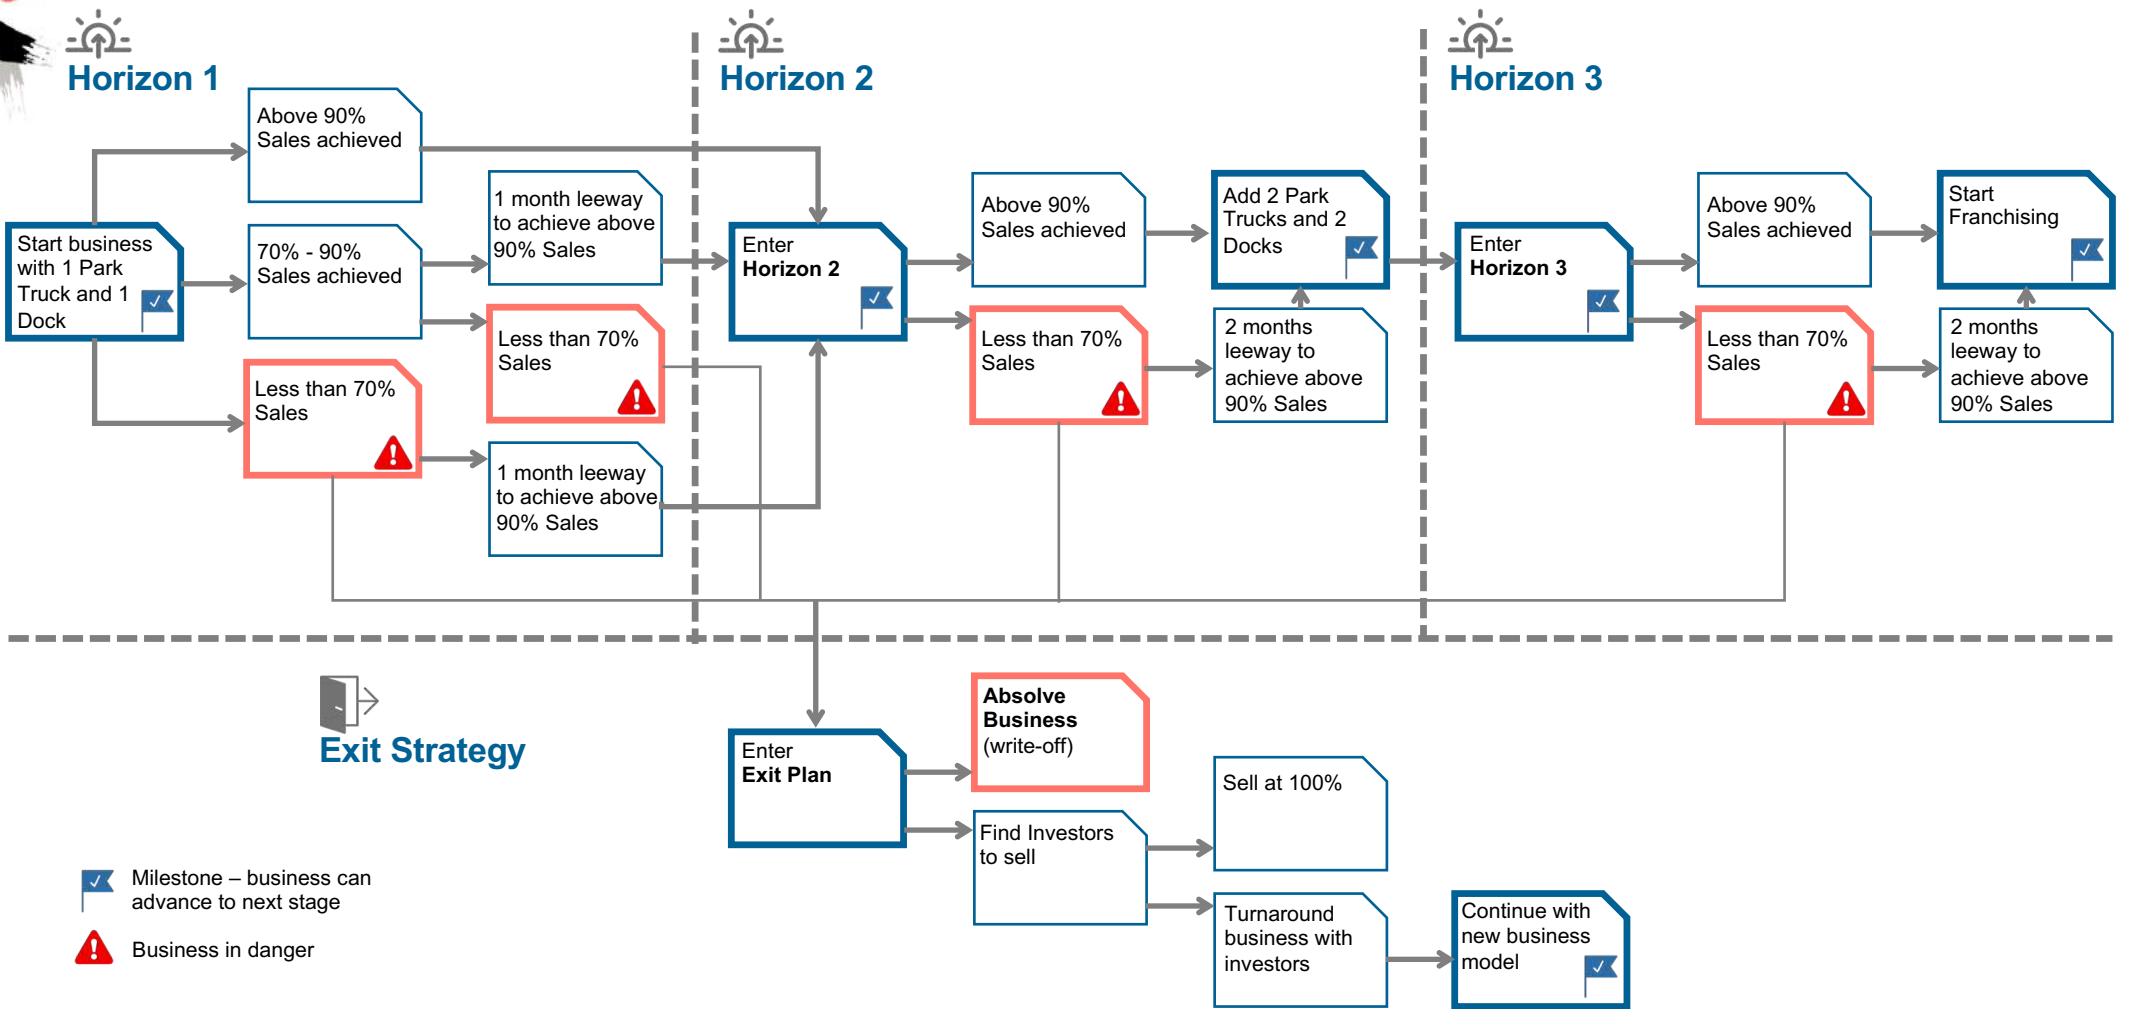 Horizon 1
Horizon 2
Horizon 3
Above 90%
Sales achieved
1 month leeway
to achieve above
90% Sales
Start business
with 1 Park
Truck and 1
Dock
70% - 90%
Sales achieved
Less than 70%
Sales
Less than 70%
Sales
1 month leeway
to achieve above
90% Sales
Enter
Horizon 2
Above 90%
Sales achieved
Add 2 Park
Trucks and 2
Docks
Less than 70%
Sales
2 months
leeway to
achieve above
90% Sales
Enter
Horizon 3
Above 90%
Sales achieved
Start
Franchising
Less than 70%
Sales
2 months
leeway to
achieve above
90% Sales
Exit Strategy
Enter
Exit Plan
Absolve
Business
(write-off)
Find Investors
to sell
Sell at 100%
Turnaround
business with
investors
Continue with
new business
model
Milestone – business can
advance to next stage
Business in danger